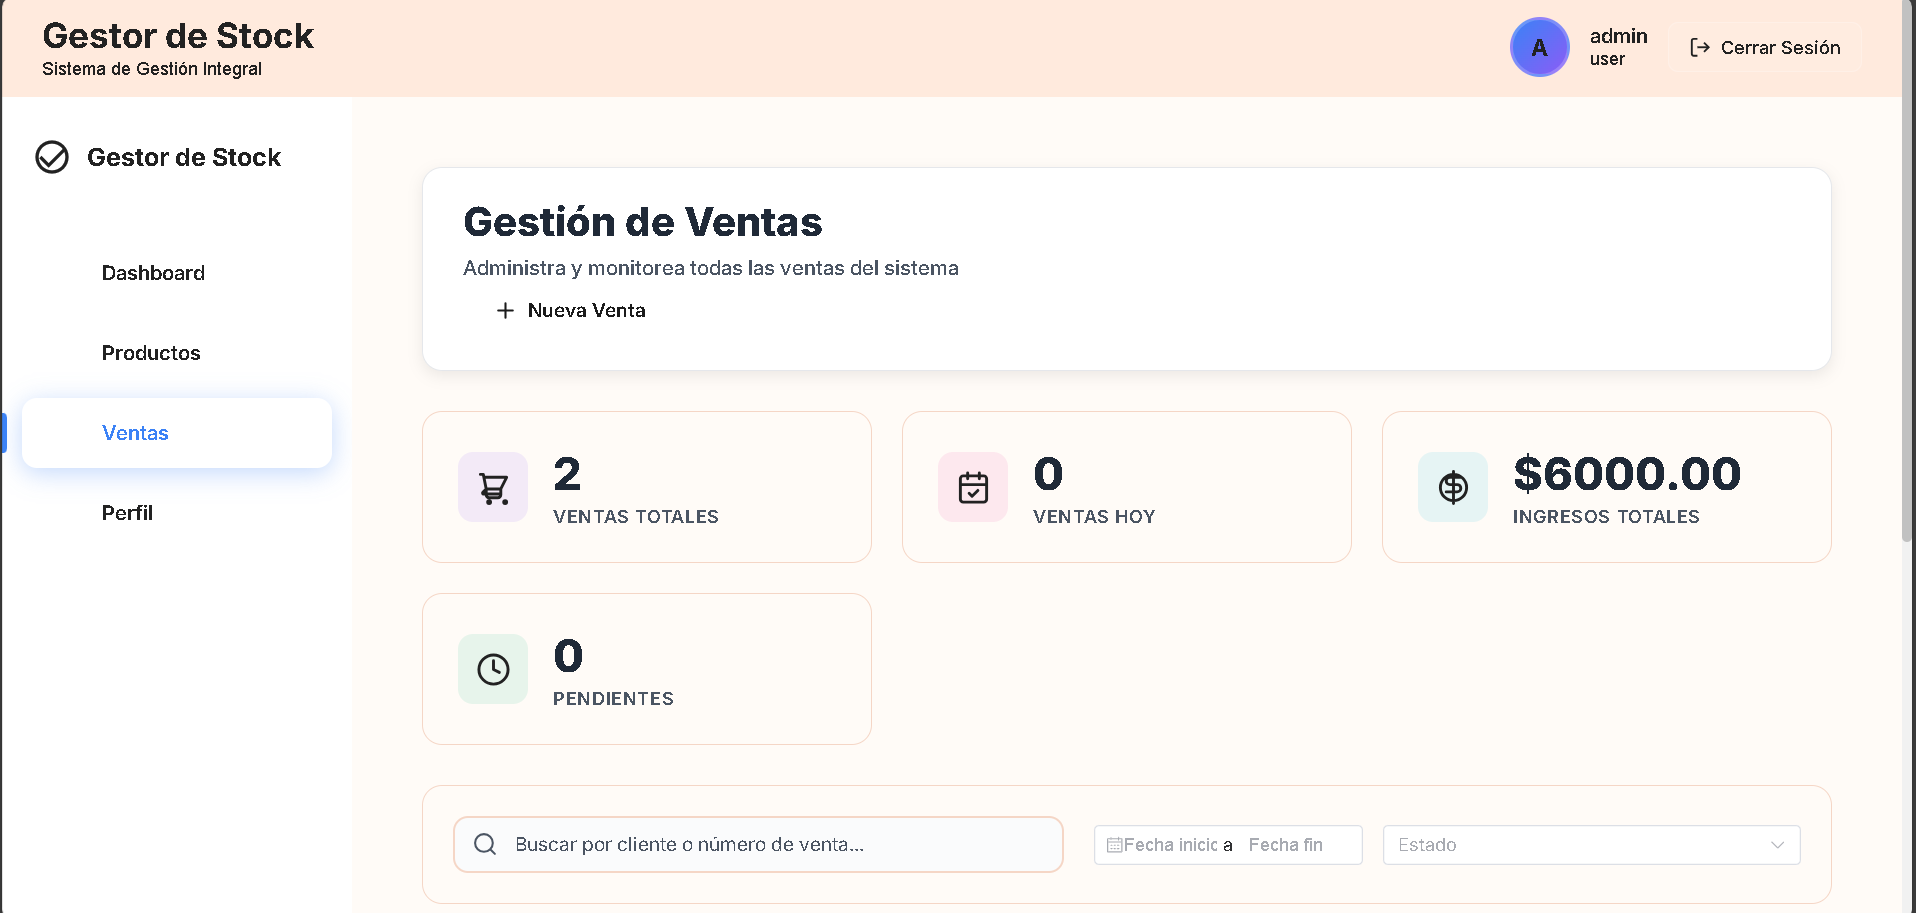 Gestor de Stock
Sistema de Gestión Integral
A
admin
user
Cerrar Sesión
Gestor de Stock
Dashboard
Productos
Ventas
Perfil
Gestión de Ventas
Administra y monitorea todas las ventas del sistema
Nueva Venta
2
VENTAS TOTALES
0
VENTAS HOY
$6000.00
INGRESOS TOTALES
0
PENDIENTES
Buscar por cliente o número de venta...
Fecha inicio a Fecha fin
Estado